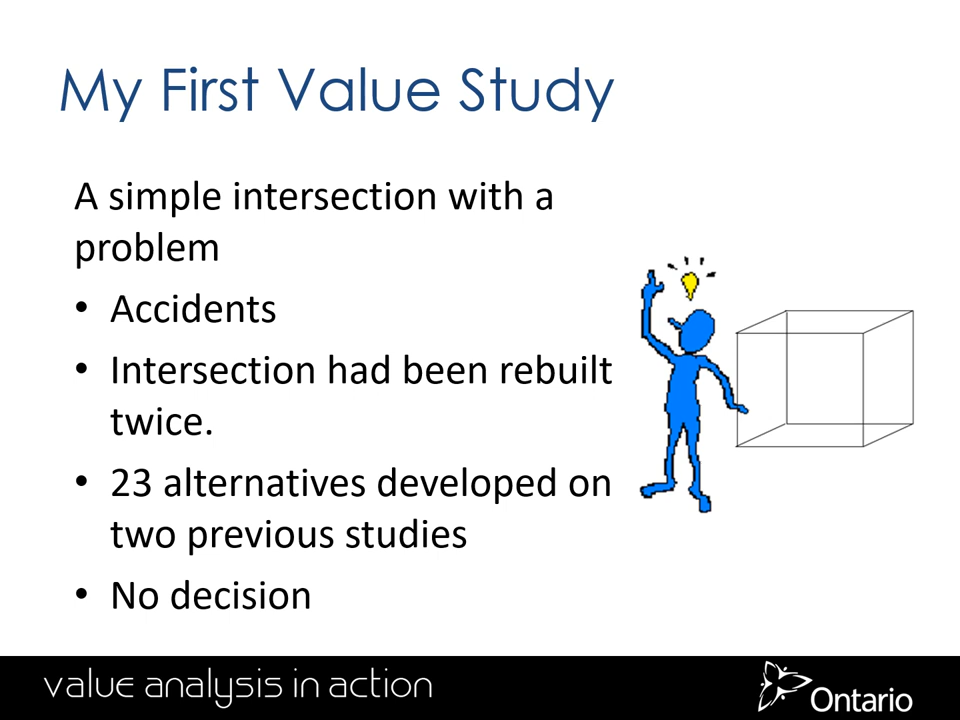 My First Value Study
A simple intersection with a
problem
• Accidents
• Intersection had been rebuilt
twice.
• 23 alternatives developed on
two previous studies
• No decision
value analysis in action
Ontario